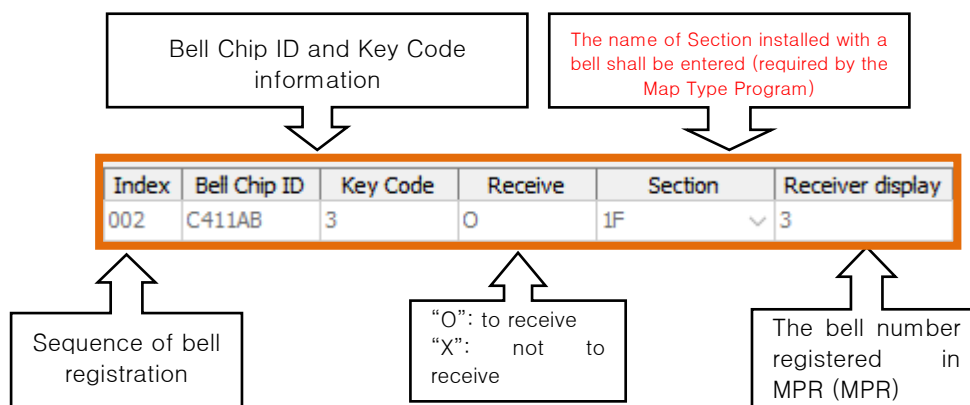 Bell Chip ID and Key Code
information
The name of Section installed with a
bell shall be entered (required by the
Map Type Program)
Index Bell Chip ID Key Code Receive Section Receiver display
002 C411AB 3 O 1F 3
Sequence of bell
registration
“O”: to receive
“X”: not to
receive
The bell number
registered in
MPR (MPR)